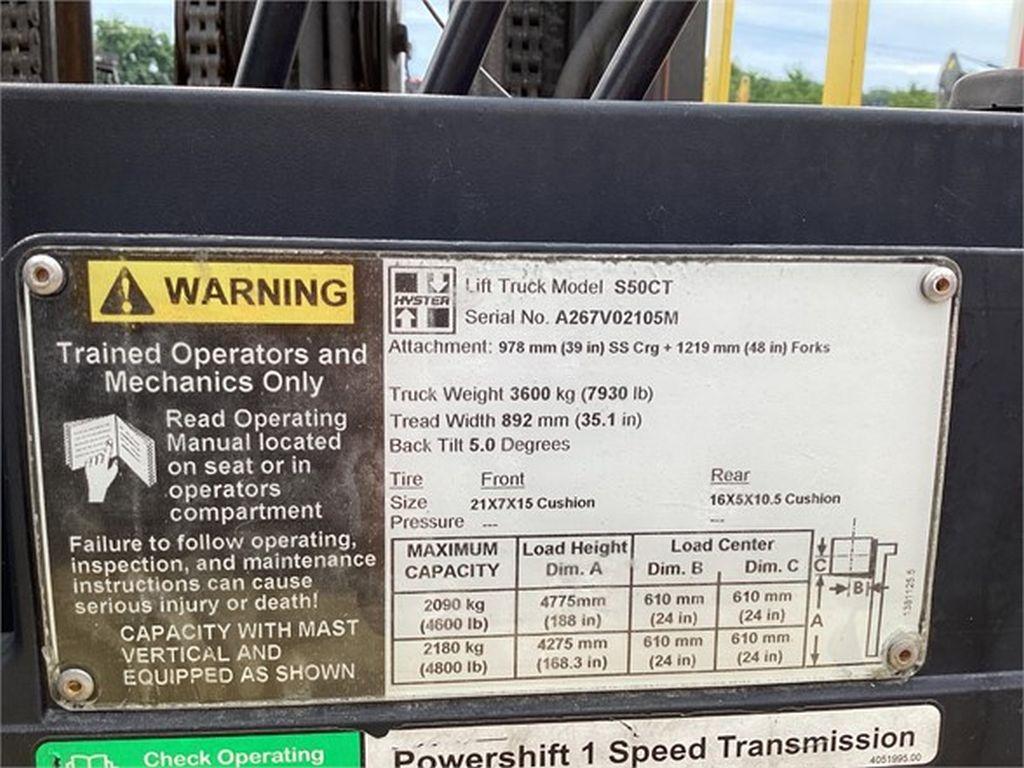 WARNING
Trained Operators and
Mechanics Only
Read Operating
Manual located
on seat or in
operators
compartment
Failure to follow operating,
inspection, and maintenance
instructions can cause
serious injury or death!
CAPACITY WITH MAST
VERTICAL AND
EQUIPPED AS SHOWN
HYSTER
Lift Truck Model S50CT
Serial No. A267V02105M
Attachment: 978 mm (39 in) SS Crg + 1219 mm (48 in) Forks
Truck Weight 3600 kg (7930 lb)
Tread Width 892 mm (35.1 in)
Back Tilt 5.0 Degrees
Tire Front Rear
Size 21X7X15 Cushion 16X5X10.5 Cushion
Pressure --- ---
MAXIMUM CAPACITY Load Height Dim. A Load Center Dim. B Dim. C
2090 kg 4775mm 610 mm 610 mm
(4600 lb) (188 in) (24 in) (24 in)
2180 kg 4275 mm 610 mm 610 mm
(4800 lb) (168.3 in) (24 in) (24 in)
C
B
A
1381125.5
Check Operating
Powershift 1 Speed Transmission
4051995.00